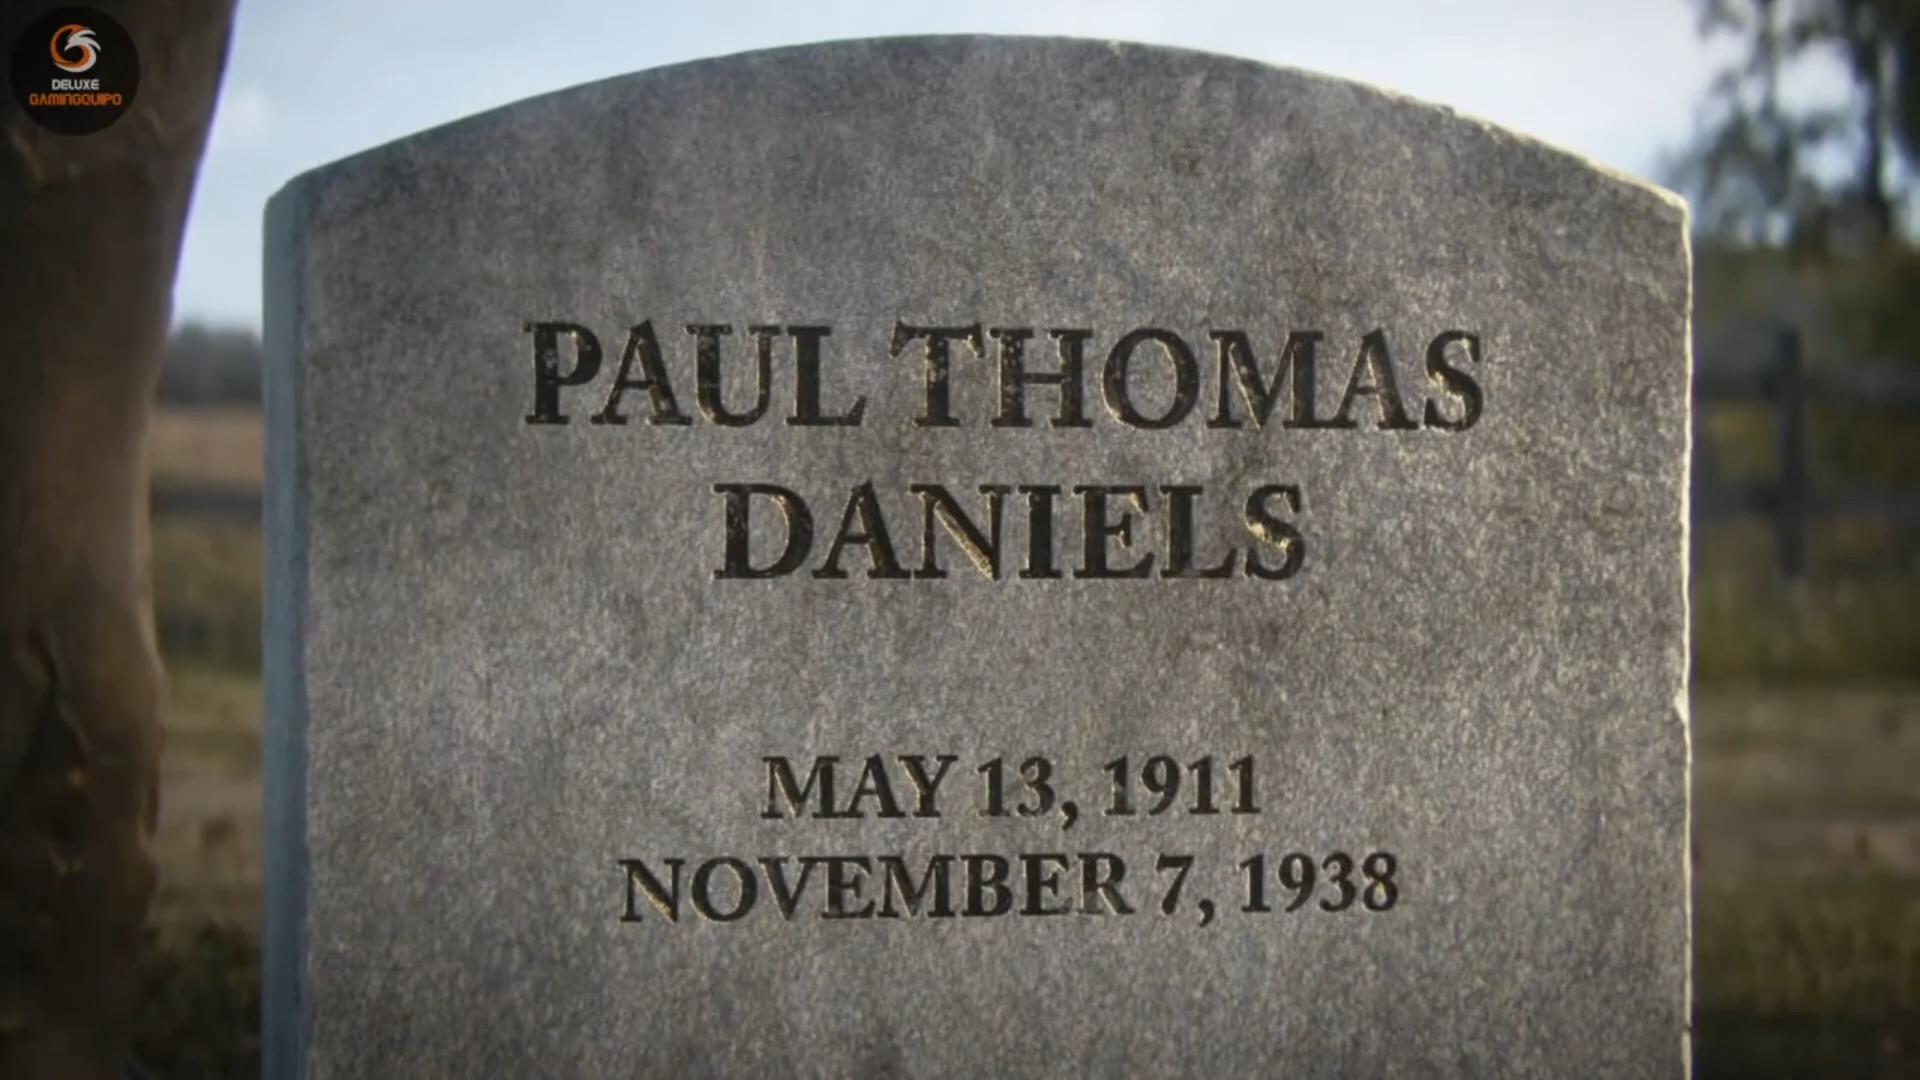 DELUXE
GAMINGQUIPO
PAUL THOMAS
DANIELS
MAY 13, 1911
NOVEMBER 7, 1938